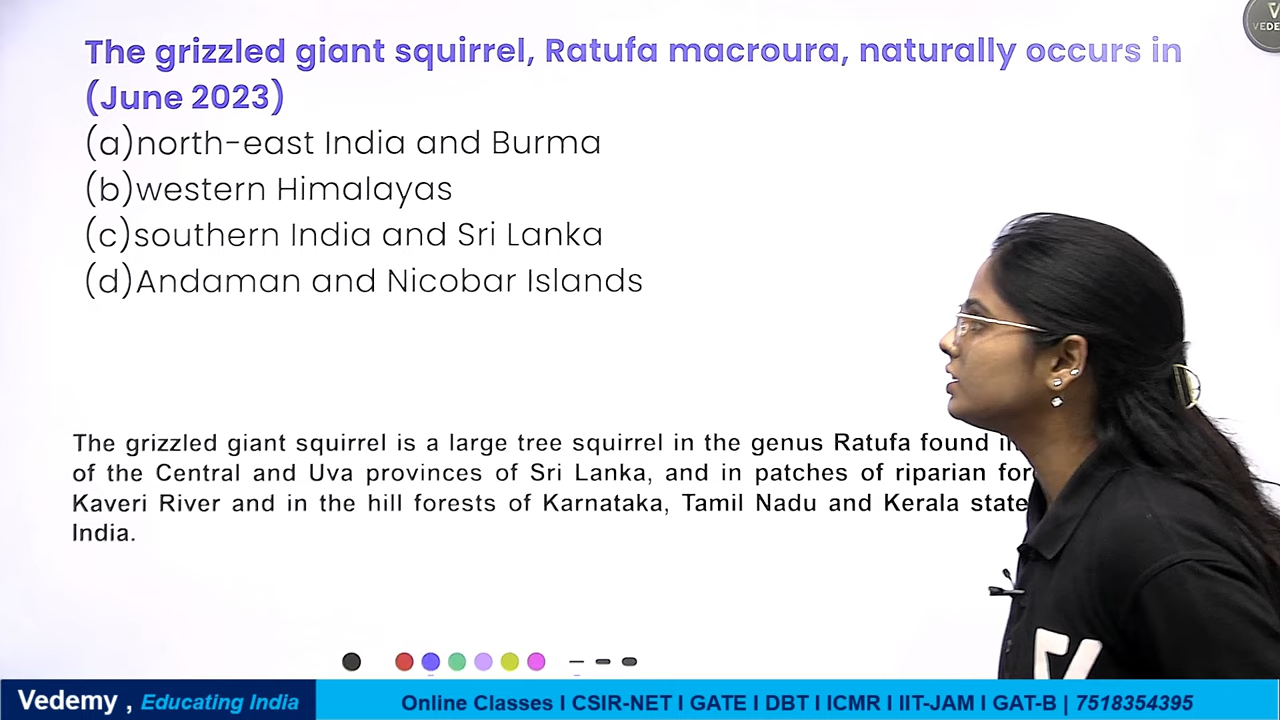 The grizzled giant squirrel, Ratufa macroura, naturally occurs in
(June 2023)
(a)north-east India and Burma
(b)western Himalayas
(c)southern India and Sri Lanka
(d)Andaman and Nicobar Islands
The grizzled giant squirrel is a large tree squirrel in the genus Ratufa found
of the Central and Uva provinces of Sri Lanka, and in patches of riparian
Kaveri River and in the hill forests of Karnataka, Tamil Nadu and Kerala
India.
Vedemy , Educating India
Online Classes I CSIR-NET I GATE I DBT I ICMR I IIT-JAM I GAT-B | 7518354395